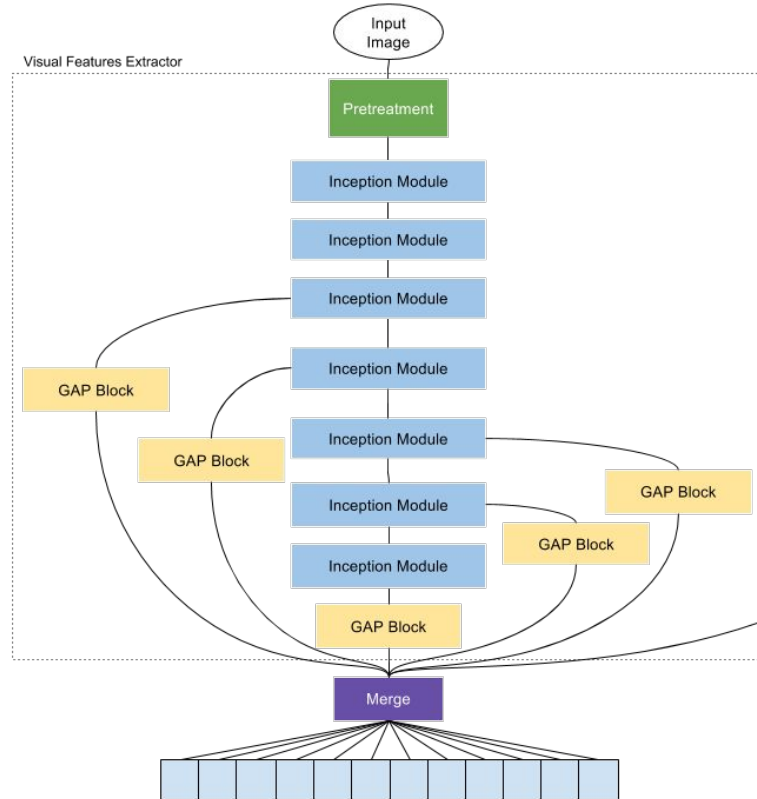 Input
Image
Visual Features Extractor
Pretreatment
Inception Module
Inception Module
Inception Module
Inception Module
GAP Block
Inception Module
GAP Block
GAP Block
Inception Module
GAP Block
Inception Module
GAP Block
Merge